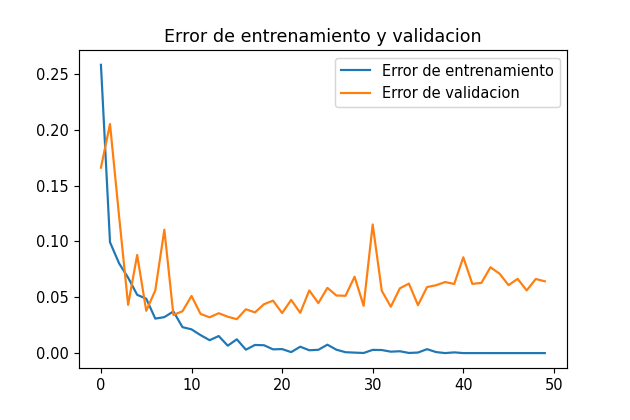 Error de entrenamiento y validacion
Error de entrenamiento
Error de validacion
0.25
0.20
0.15
0.10
0.05
0.00
0 10 20 30 40 50